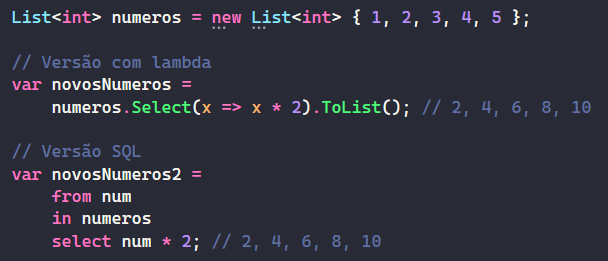 List<int> numeros = new List<int> { 1, 2, 3, 4, 5 };
// Versão com lambda
var novosNumeros =
numeros.Select(x => x * 2).ToList(); // 2, 4, 6, 8, 10
// Versão SQL
var novosNumeros2 =
from num
in numeros
select num * 2; // 2, 4, 6, 8, 10